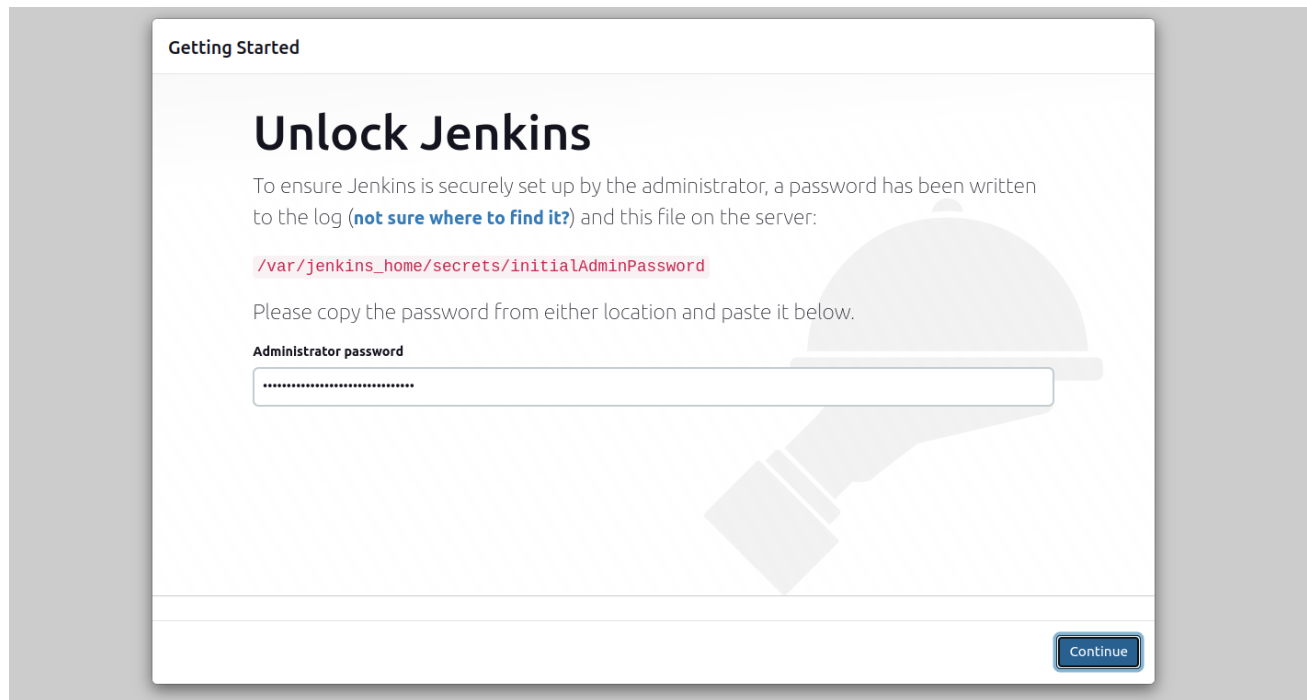 Getting Started
Unlock Jenkins
To ensure Jenkins is securely set up by the administrator, a password has been written
to the log (not sure where to find it?) and this file on the server:
/var/jenkins_home/secrets/initialAdminPassword
Please copy the password from either location and paste it below.
Administrator password
••••••••••••••••••••••••••••••••
Continue